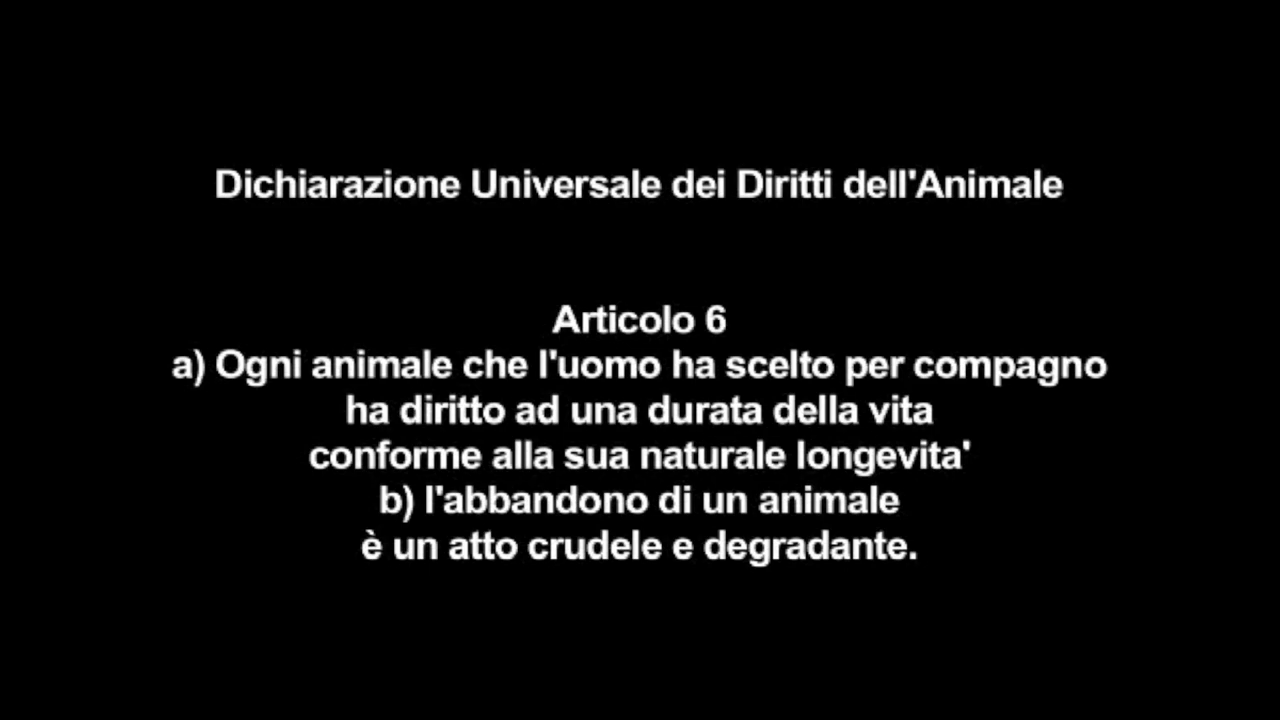 Dichiarazione Universale dei Diritti dell'Animale
Articolo 6
a) Ogni animale che l'uomo ha scelto per compagno
ha diritto ad una durata della vita
conforme alla sua naturale longevita'
b) l'abbandono di un animale
è un atto crudele e degradante.